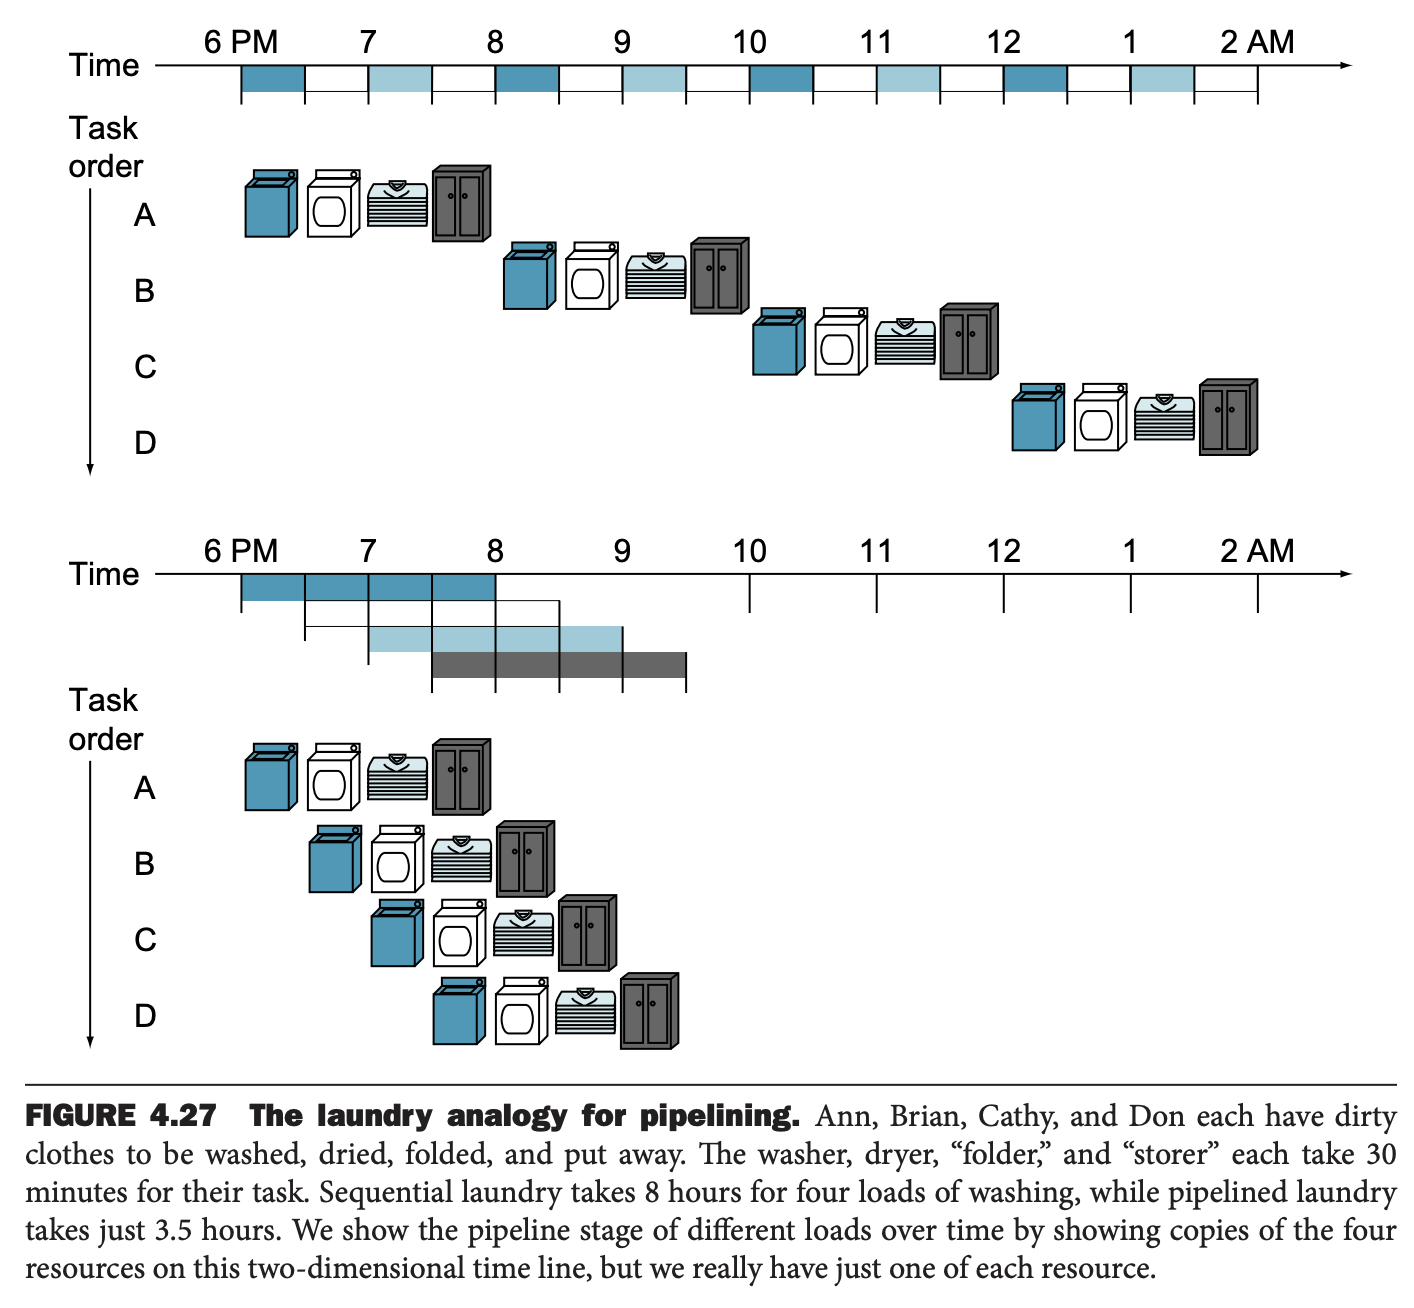 6 PM 7 8 9 10 11 12 1 2 AM
Time
Task
order
A
B
C
D
6 PM 7 8 9 10 11 12 1 2 AM
Time
Task
order
A
B
C
D
FIGURE 4.27 The laundry analogy for pipelining. Ann, Brian, Cathy, and Don each have dirty
clothes to be washed, dried, folded, and put away. The washer, dryer, “folder,” and “storer” each take 30
minutes for their task. Sequential laundry takes 8 hours for four loads of washing, while pipelined laundry
takes just 3.5 hours. We show the pipeline stage of different loads over time by showing copies of the four
resources on this two-dimensional time line, but we really have just one of each resource.